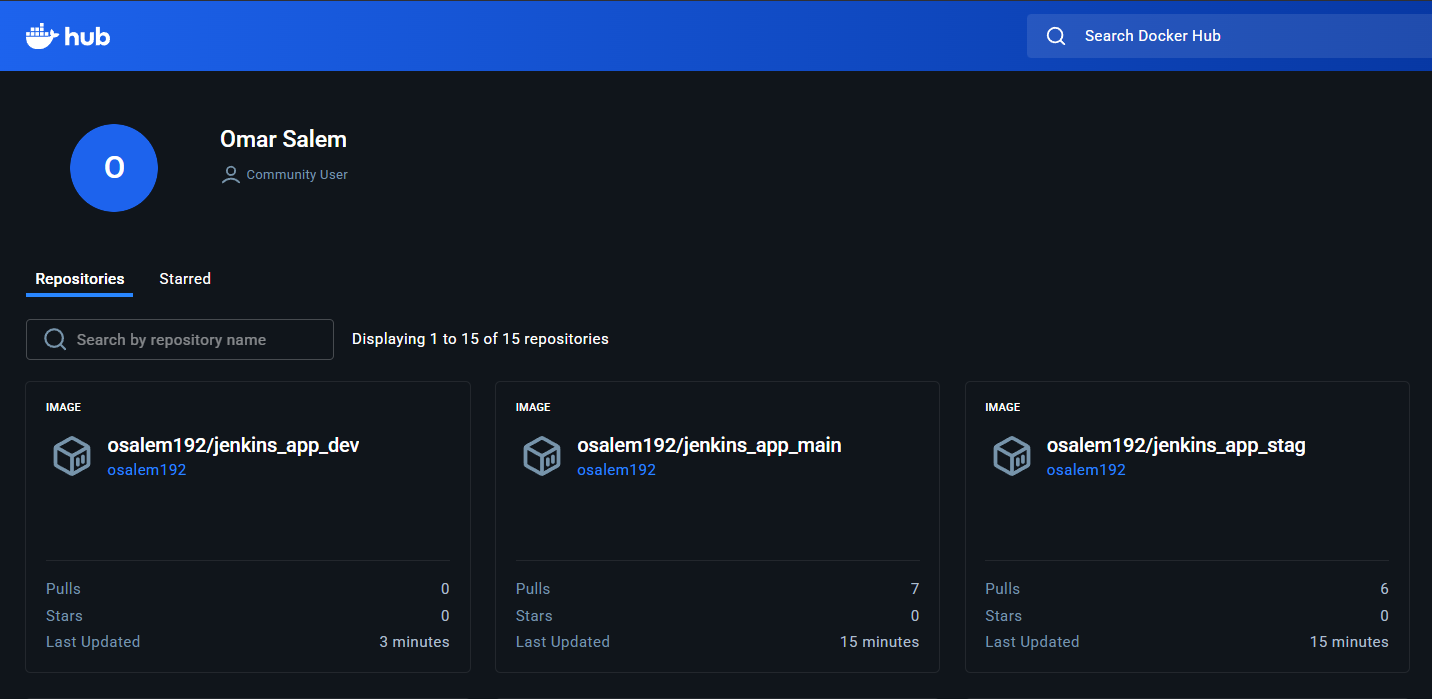 hub
Search Docker Hub
O
Omar Salem
Community User
Repositories Starred
Search by repository name
Displaying 1 to 15 of 15 repositories
IMAGE
osalem192/jenkins_app_dev
osalem192
Pulls 0
Stars 0
Last Updated 3 minutes
IMAGE
osalem192/jenkins_app_main
osalem192
Pulls 7
Stars 0
Last Updated 15 minutes
IMAGE
osalem192/jenkins_app_stag
osalem192
Pulls 6
Stars 0
Last Updated 15 minutes